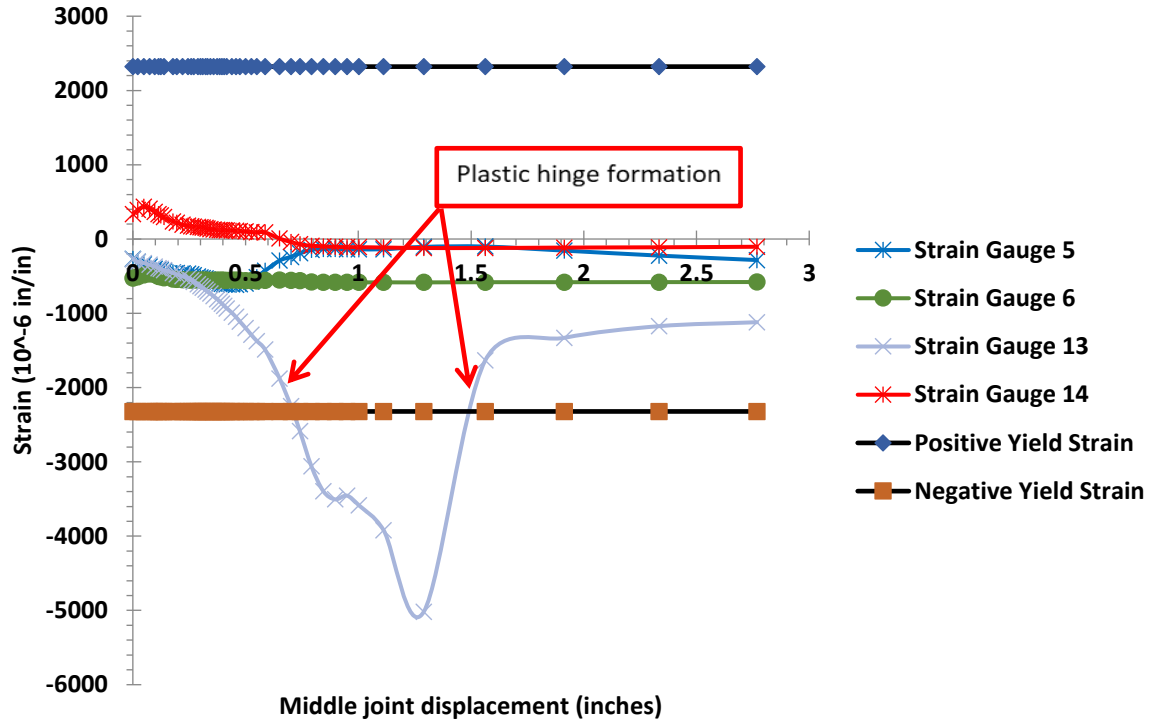 3000
2000
1000
0
-1000
-2000
-3000
-4000
-5000
-6000
Strain (10^-6 in/in)
0
0.5
1
1.5
2
2.5
3
Middle joint displacement (inches)
Plastic hinge formation
Strain Gauge 5
Strain Gauge 6
Strain Gauge 13
Strain Gauge 14
Positive Yield Strain
Negative Yield Strain